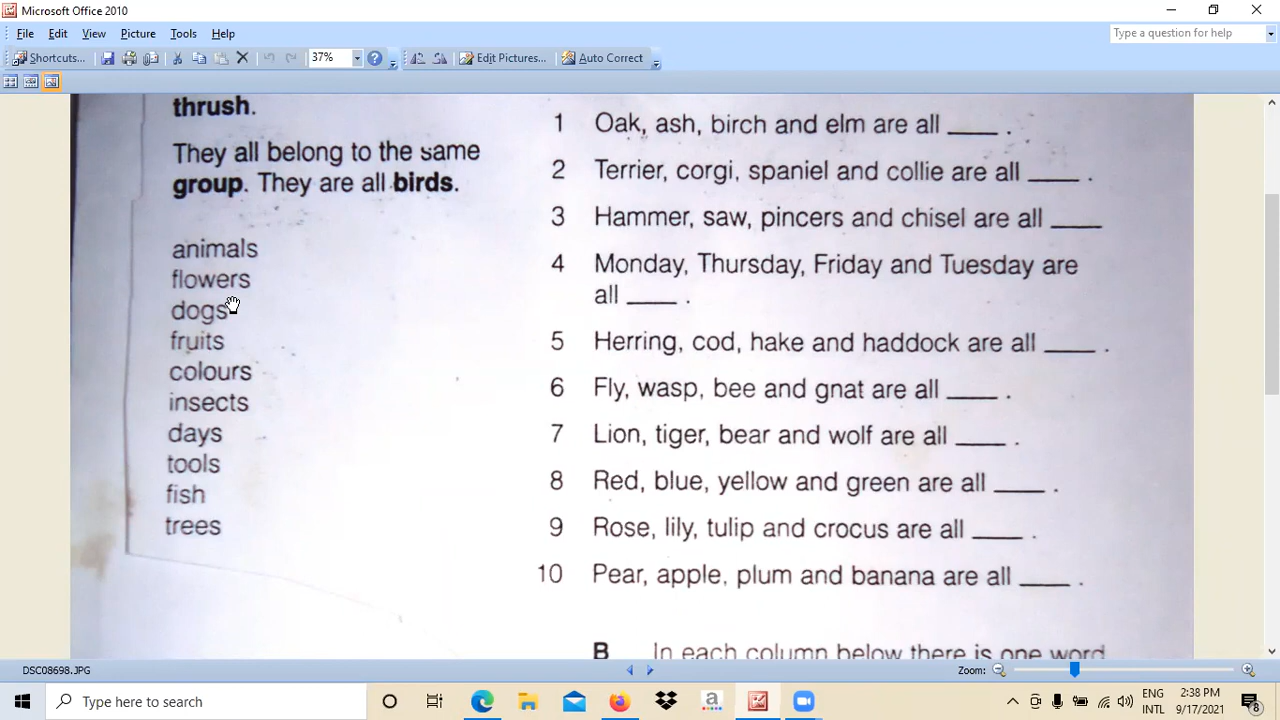 Microsoft Office 2010
File Edit View Picture Tools Help
Type a question for help
Shortcuts... 37% Edit Pictures... Auto Correct
thrush.
They all belong to the same
group. They are all birds.
animals
flowers
dogs
fruits
colours
insects
days
tools
fish
trees
1 Oak, ash, birch and elm are all ____ .
2 Terrier, corgi, spaniel and collie are all ____ .
3 Hammer, saw, pincers and chisel are all ____
4 Monday, Thursday, Friday and Tuesday are
all ____ .
5 Herring, cod, hake and haddock are all ____ .
6 Fly, wasp, bee and gnat are all ____ .
7 Lion, tiger, bear and wolf are all ____ .
8 Red, blue, yellow and green are all ____ .
9 Rose, lily, tulip and crocus are all ____ .
10 Pear, apple, plum and banana are all ____ .
B In each column below there is one word
DSC08698.JPG
Zoom:
Type here to search
ENG
INTL
2:38 PM
9/17/2021
8